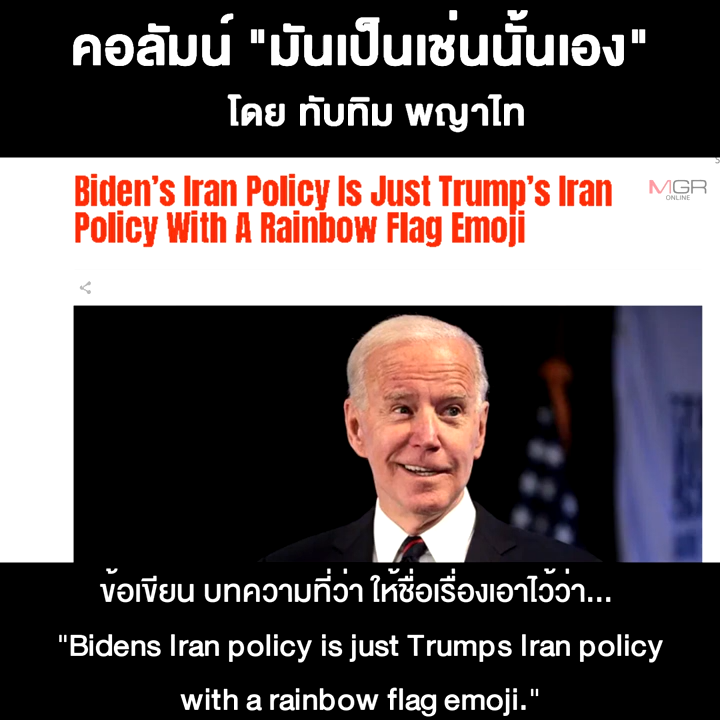 คอลัมน์ "มันเป็นเช่นนั้นเอง"
โดย ทับทิม พญาไท
Biden's Iran Policy Is Just Trump's Iran
Policy With A Rainbow Flag Emoji
MGR
ONLINE
ข้อเขียน บทความที่ว่า ให้ชื่อเรื่องเอาไว้ว่า...
"Bidens Iran policy is just Trumps Iran policy
with a rainbow flag emoji."